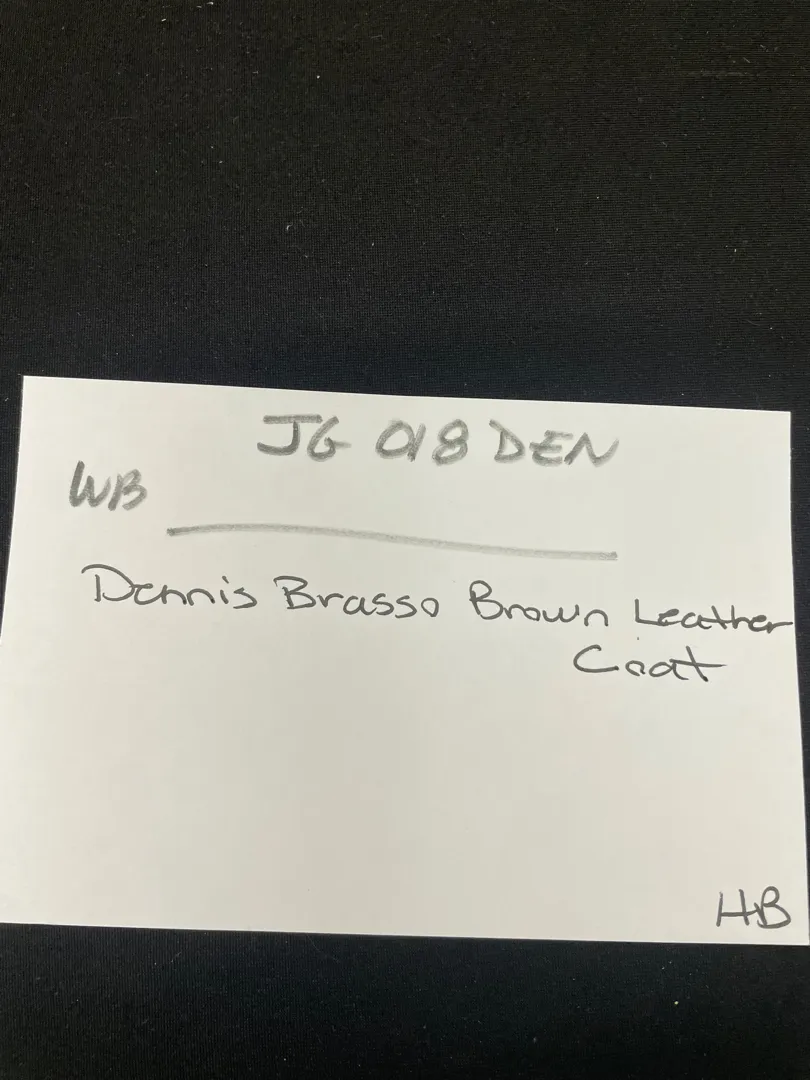 JG 018 DEN
WB
Dennis Brasso Brown Leather
Coat
HB